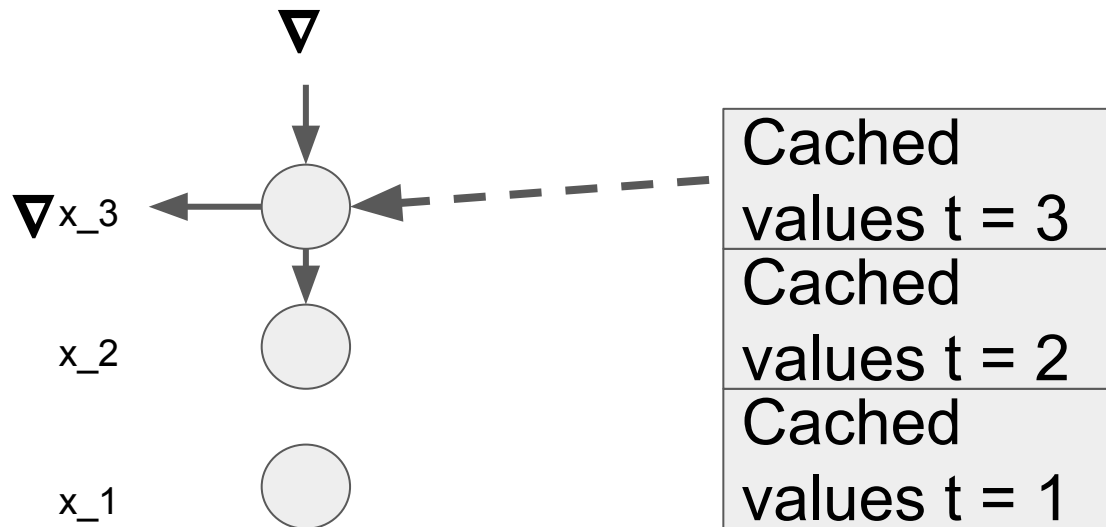 ∇
Cached
values t = 3
∇ x_3
Cached
values t = 2
x_2
Cached
values t = 1
x_1